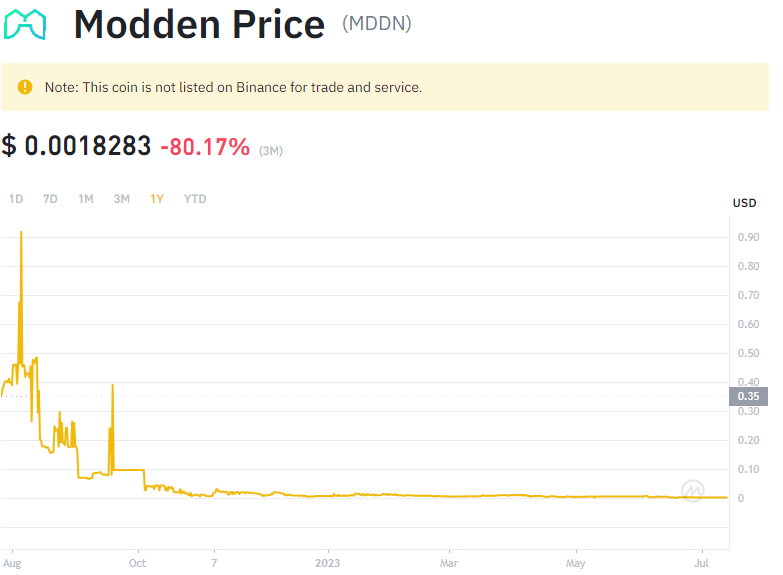 Modden Price (MDDN)
Note: This coin is not listed on Binance for trade and service.
$ 0.0018283 -80.17% (3M)
1D 7D 1M 3M 1Y YTD
USD
0.90
0.80
0.70
0.60
0.50
0.40
0.35
0.30
0.20
0.10
0
Aug Oct 7 2023 Mar May Jul